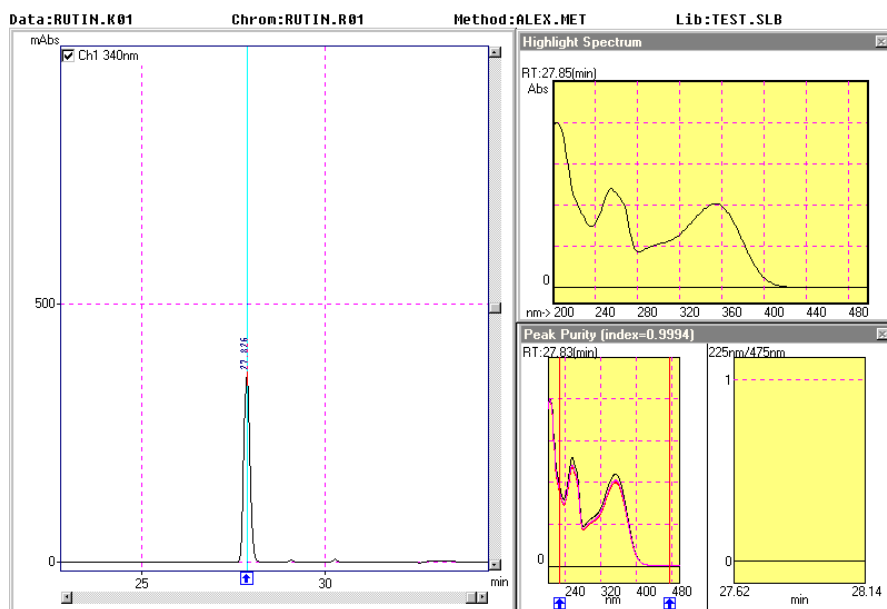 Data:RUTIN.K01 Chrom:RUTIN.R01 Method:ALEX.MET Lib:TEST.SLB
mAbs
Ch1 340nm
500
0
27.826
25 30 min
Highlight Spectrum
RT:27.85(min)
Abs
0
nm-> 200 240 280 320 360 400 440 480
Peak Purity (index=0.9994)
RT:27.83(min)
0
240 320 400 480
nm
225nm/475nm
1
0
27.62 28.14
min